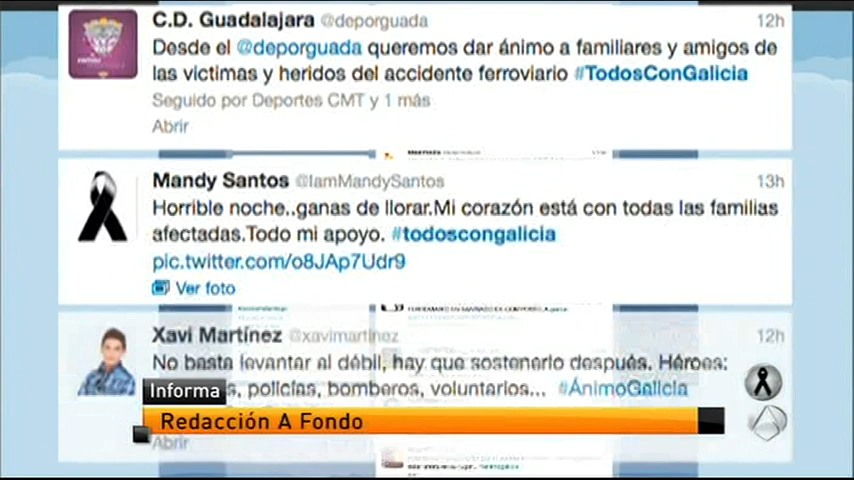 C.D. Guadalajara @deporguada 12h
Desde el @deporguada queremos dar ánimo a familiares y amigos de
las victimas y heridos del accidente ferroviario #TodosConGalicia
Seguido por Deportes CMT y 1 más
Abrir
Mandy Santos @IamMandySantos 13h
Horrible noche..ganas de llorar.Mi corazón está con todas las familias
afectadas.Todo mi apoyo. #todoscongalicia
pic.twitter.com/o8JAp7Udr9
Ver foto
Xavi Martínez @xavimartinez 12h
No basta levantar al débil, hay que sostenerlo después. Héroes:
policías, bomberos, voluntarios... #ÁnimoGalicia
Informa
Redacción A Fondo
Abrir